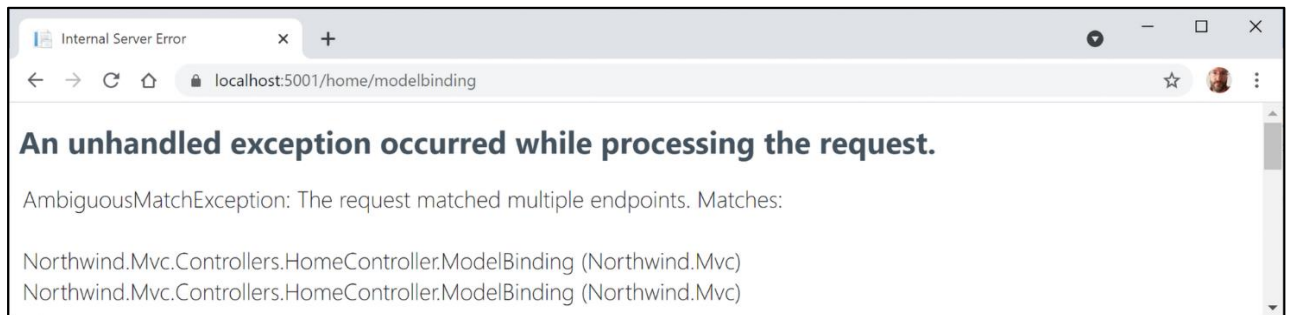 Internal Server Error
localhost:5001/home/modelbinding
An unhandled exception occurred while processing the request.
AmbiguousMatchException: The request matched multiple endpoints. Matches:
Northwind.Mvc.Controllers.HomeController.ModelBinding (Northwind.Mvc)
Northwind.Mvc.Controllers.HomeController.ModelBinding (Northwind.Mvc)